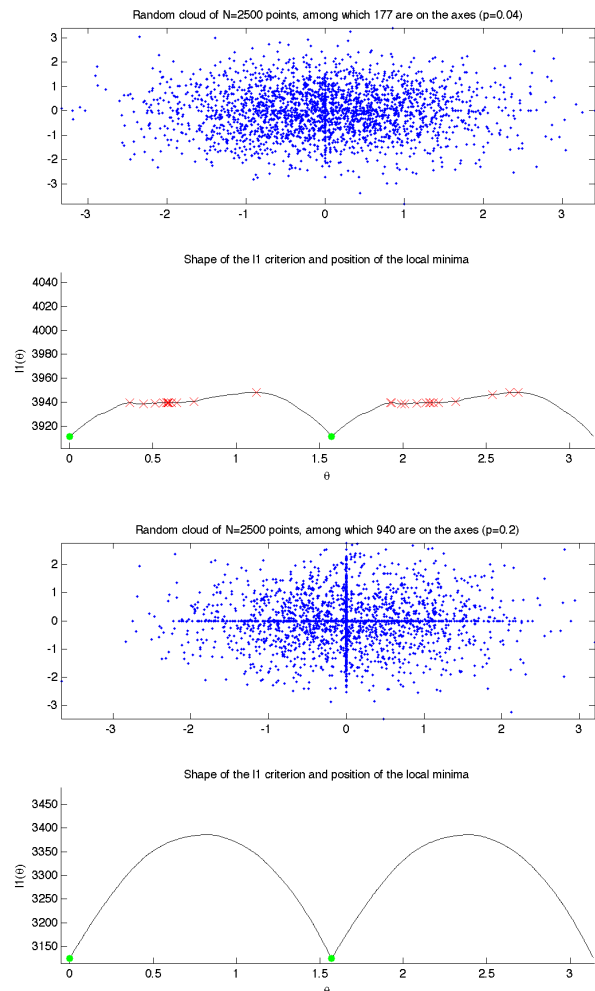 Random cloud of N=2500 points, among which 177 are on the axes (p=0.04)
3
2
1
0
-1
-2
-3
-3 -2 -1 0 1 2 3
Shape of the l1 criterion and position of the local minima
4040
4020
4000
3980
3960
3940
3920
l1(θ)
0 0.5 1 1.5 2 2.5 3
θ
Random cloud of N=2500 points, among which 940 are on the axes (p=0.2)
2
1
0
-1
-2
-3
-3 -2 -1 0 1 2 3
Shape of the l1 criterion and position of the local minima
3450
3400
3350
3300
3250
3200
3150
l1(θ)
0 0.5 1 1.5 2 2.5 3
θ